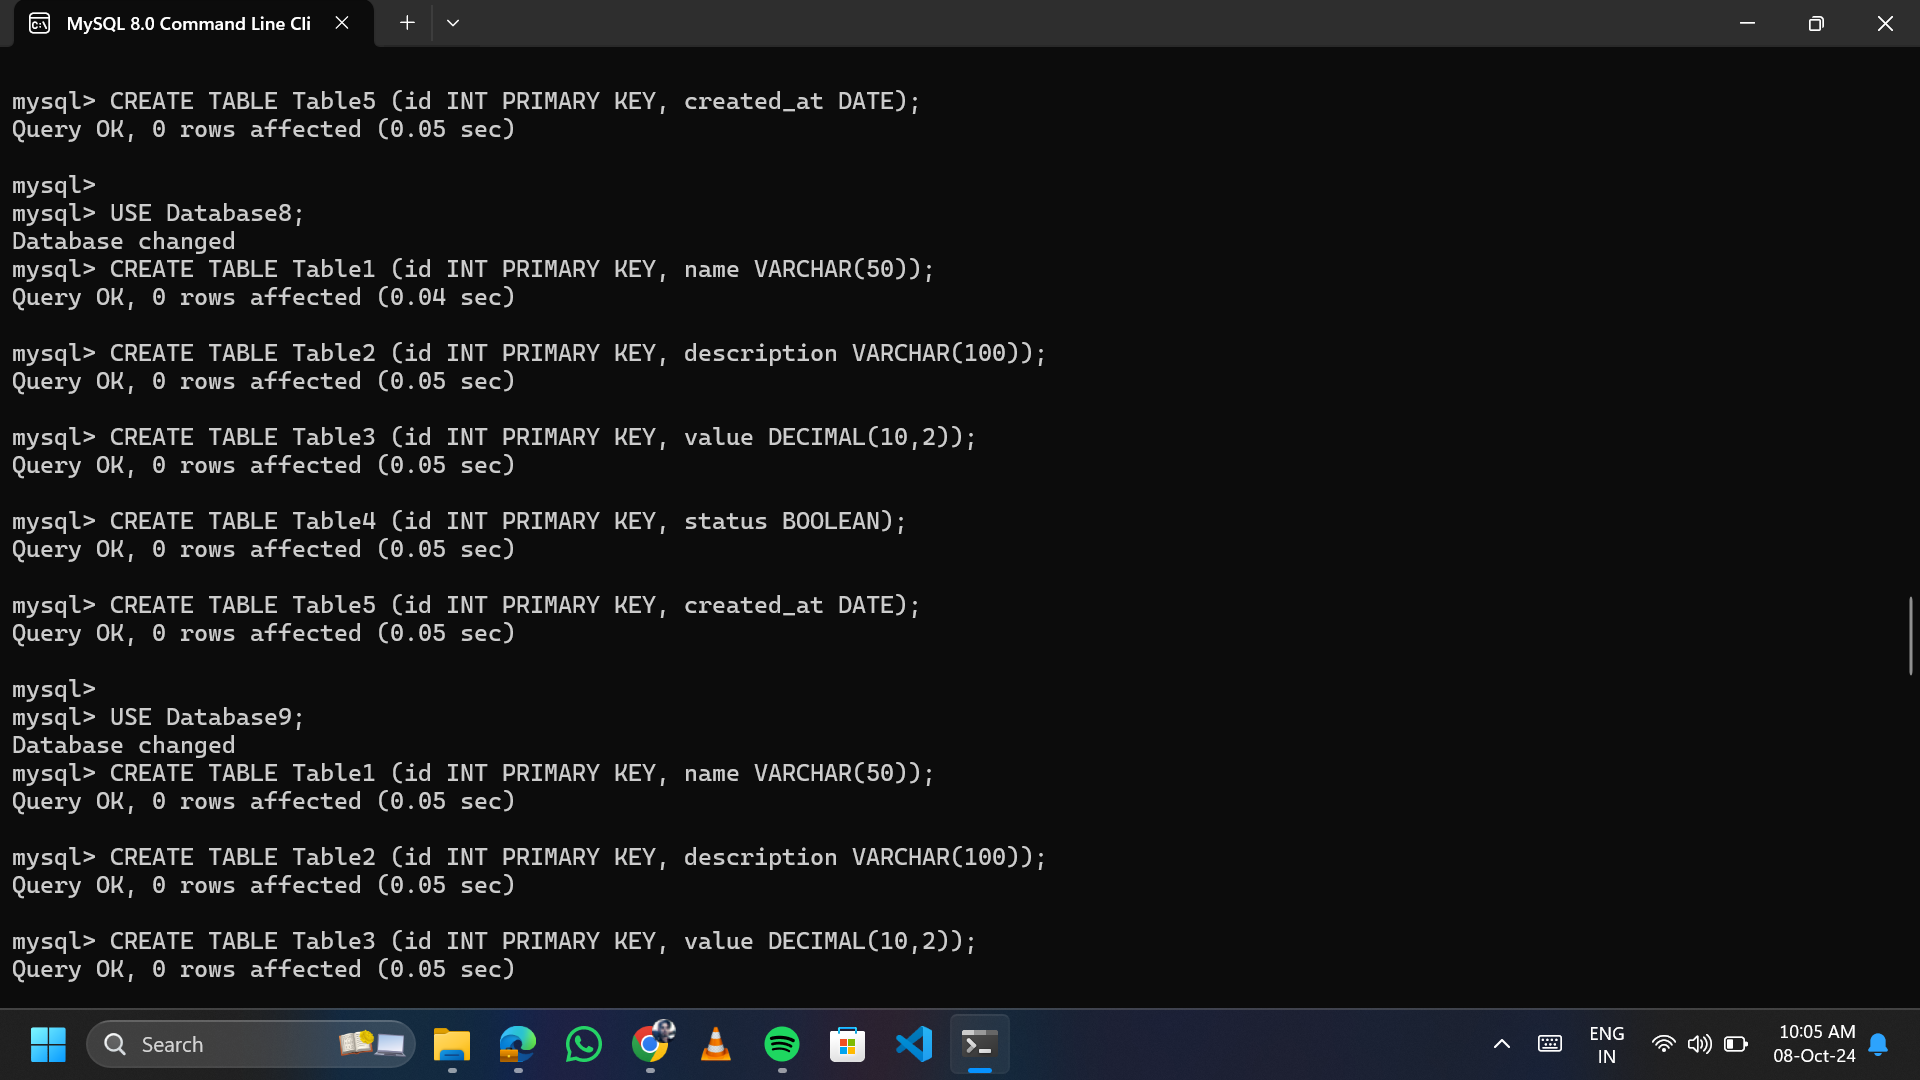 MySQL 8.0 Command Line Cli
mysql> CREATE TABLE Table5 (id INT PRIMARY KEY, created_at DATE);
Query OK, 0 rows affected (0.05 sec)
mysql>
mysql> USE Database8;
Database changed
mysql> CREATE TABLE Table1 (id INT PRIMARY KEY, name VARCHAR(50));
Query OK, 0 rows affected (0.04 sec)
mysql> CREATE TABLE Table2 (id INT PRIMARY KEY, description VARCHAR(100));
Query OK, 0 rows affected (0.05 sec)
mysql> CREATE TABLE Table3 (id INT PRIMARY KEY, value DECIMAL(10,2));
Query OK, 0 rows affected (0.05 sec)
mysql> CREATE TABLE Table4 (id INT PRIMARY KEY, status BOOLEAN);
Query OK, 0 rows affected (0.05 sec)
mysql> CREATE TABLE Table5 (id INT PRIMARY KEY, created_at DATE);
Query OK, 0 rows affected (0.05 sec)
mysql>
mysql> USE Database9;
Database changed
mysql> CREATE TABLE Table1 (id INT PRIMARY KEY, name VARCHAR(50));
Query OK, 0 rows affected (0.05 sec)
mysql> CREATE TABLE Table2 (id INT PRIMARY KEY, description VARCHAR(100));
Query OK, 0 rows affected (0.05 sec)
mysql> CREATE TABLE Table3 (id INT PRIMARY KEY, value DECIMAL(10,2));
Query OK, 0 rows affected (0.05 sec)
Search
ENG
IN
10:05 AM
08-Oct-24